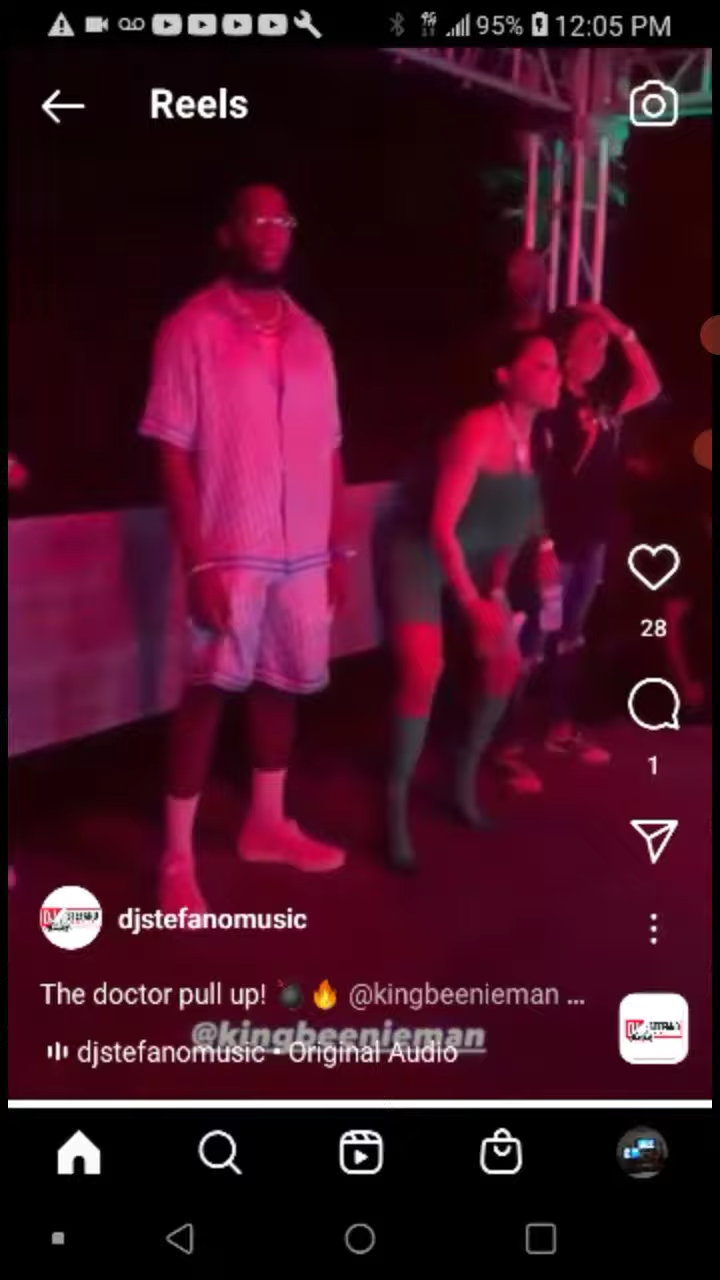 95% 12:05 PM
Reels
28
1
djstefanomusic
The doctor pull up! 💣🔥 @kingbeenieman ...
@kingbeenieman
djstefanomusic • Original Audio